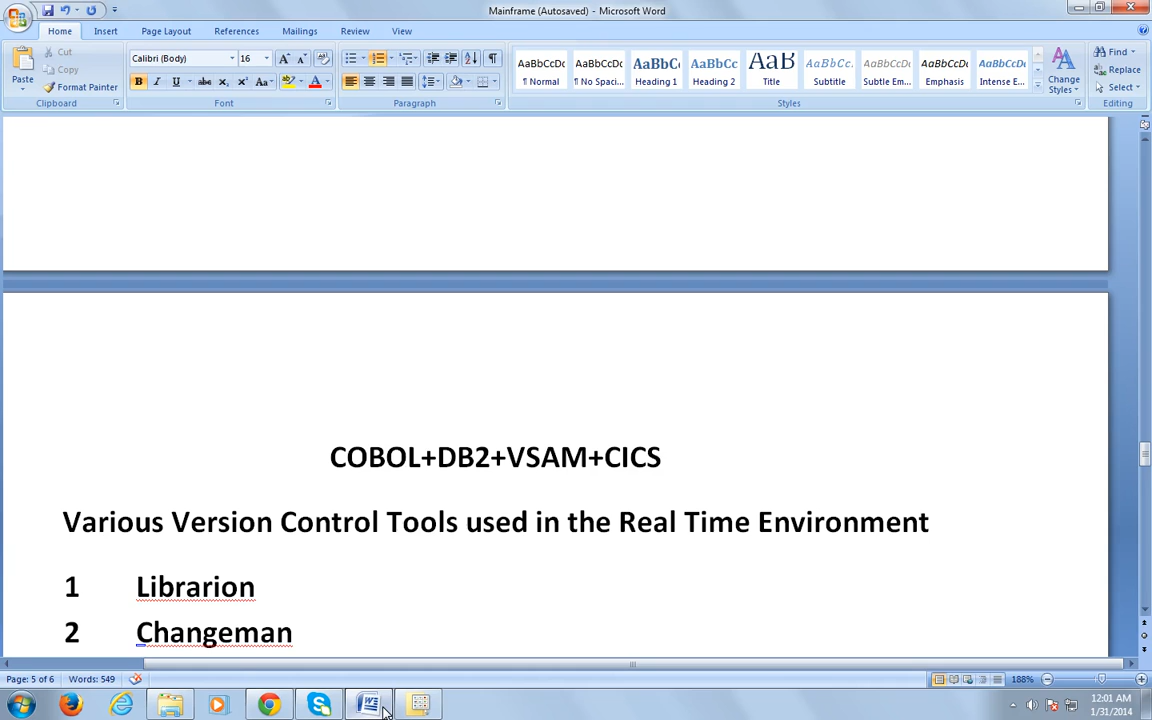 Mainframe (Autosaved) - Microsoft Word
Home Insert Page Layout References Mailings Review View
Paste
Cut
Copy
Format Painter
Clipboard
Calibri (Body) 16
Font
Paragraph
AaBbCcDc AaBbCcDc AaBbC AaBbCc AaB AaBbCc. AaBbCcDc AaBbCcDc AaBbCcDc
¶ Normal ¶ No Spaci... Heading 1 Heading 2 Title Subtitle Subtle Em... Emphasis Intense E...
Styles
Change
Styles
Find
Replace
Select
Editing
COBOL+DB2+VSAM+CICS
Various Version Control Tools used in the Real Time Environment
1 Librarion
2 Changeman
Page: 5 of 6 Words: 549
188%
12:01 AM
1/31/2014